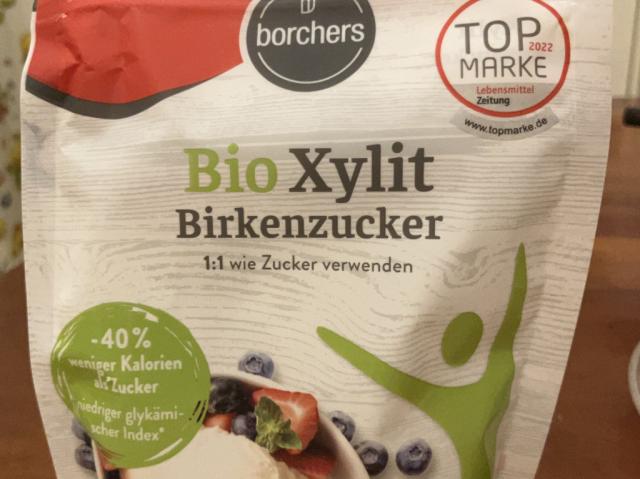 borchers
TOP
2022
MARKE
Lebensmittel
Zeitung
www.topmarke.de
Bio Xylit
Birkenzucker
1:1 wie Zucker verwenden
-40%
weniger Kalorien
als Zucker
niedriger glykämi-
scher Index*